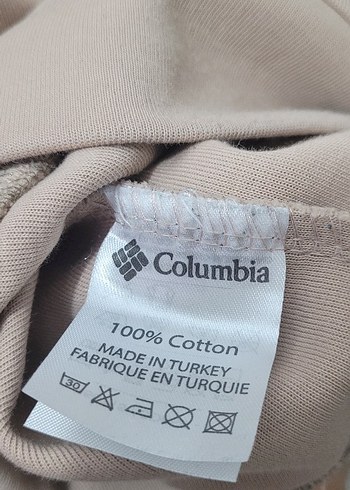 Columbia
100% Cotton
MADE IN TURKEY
FABRIQUE EN TURQUIE
30